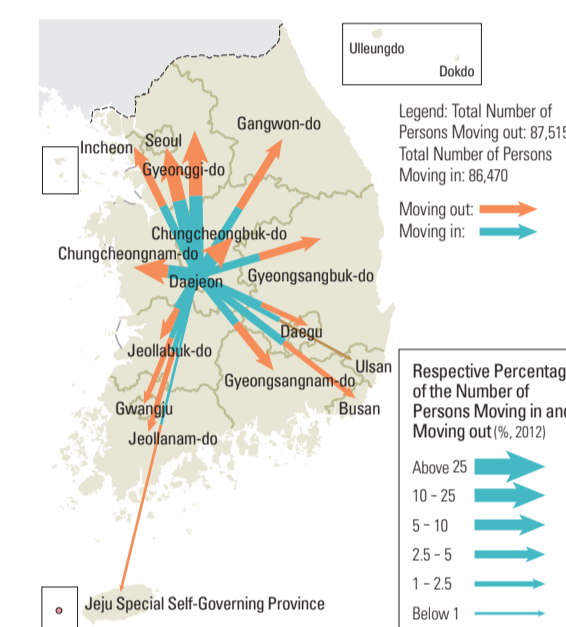 Ulleungdo
Dokdo
Gangwon-do
Seoul
Incheon
Gyeonggi-do
Legend: Total Number of
Persons Moving out: 87,515
Total Number of Persons
Moving in: 86,470
Moving out:
Moving in:
Chungcheongbuk-do
Chungcheongnam-do
Gyeongsangbuk-do
Daejeon
Daegu
Jeollabuk-do
Ulsan
Gyeongsangnam-do
Gwangju
Busan
Jeollanam-do
Respective Percentag
of the Number of
Persons Moving in and
Moving out (%, 2012)
Above 25
10 - 25
5 - 10
2.5 - 5
1 - 2.5
Below 1
Jeju Special Self-Governing Province